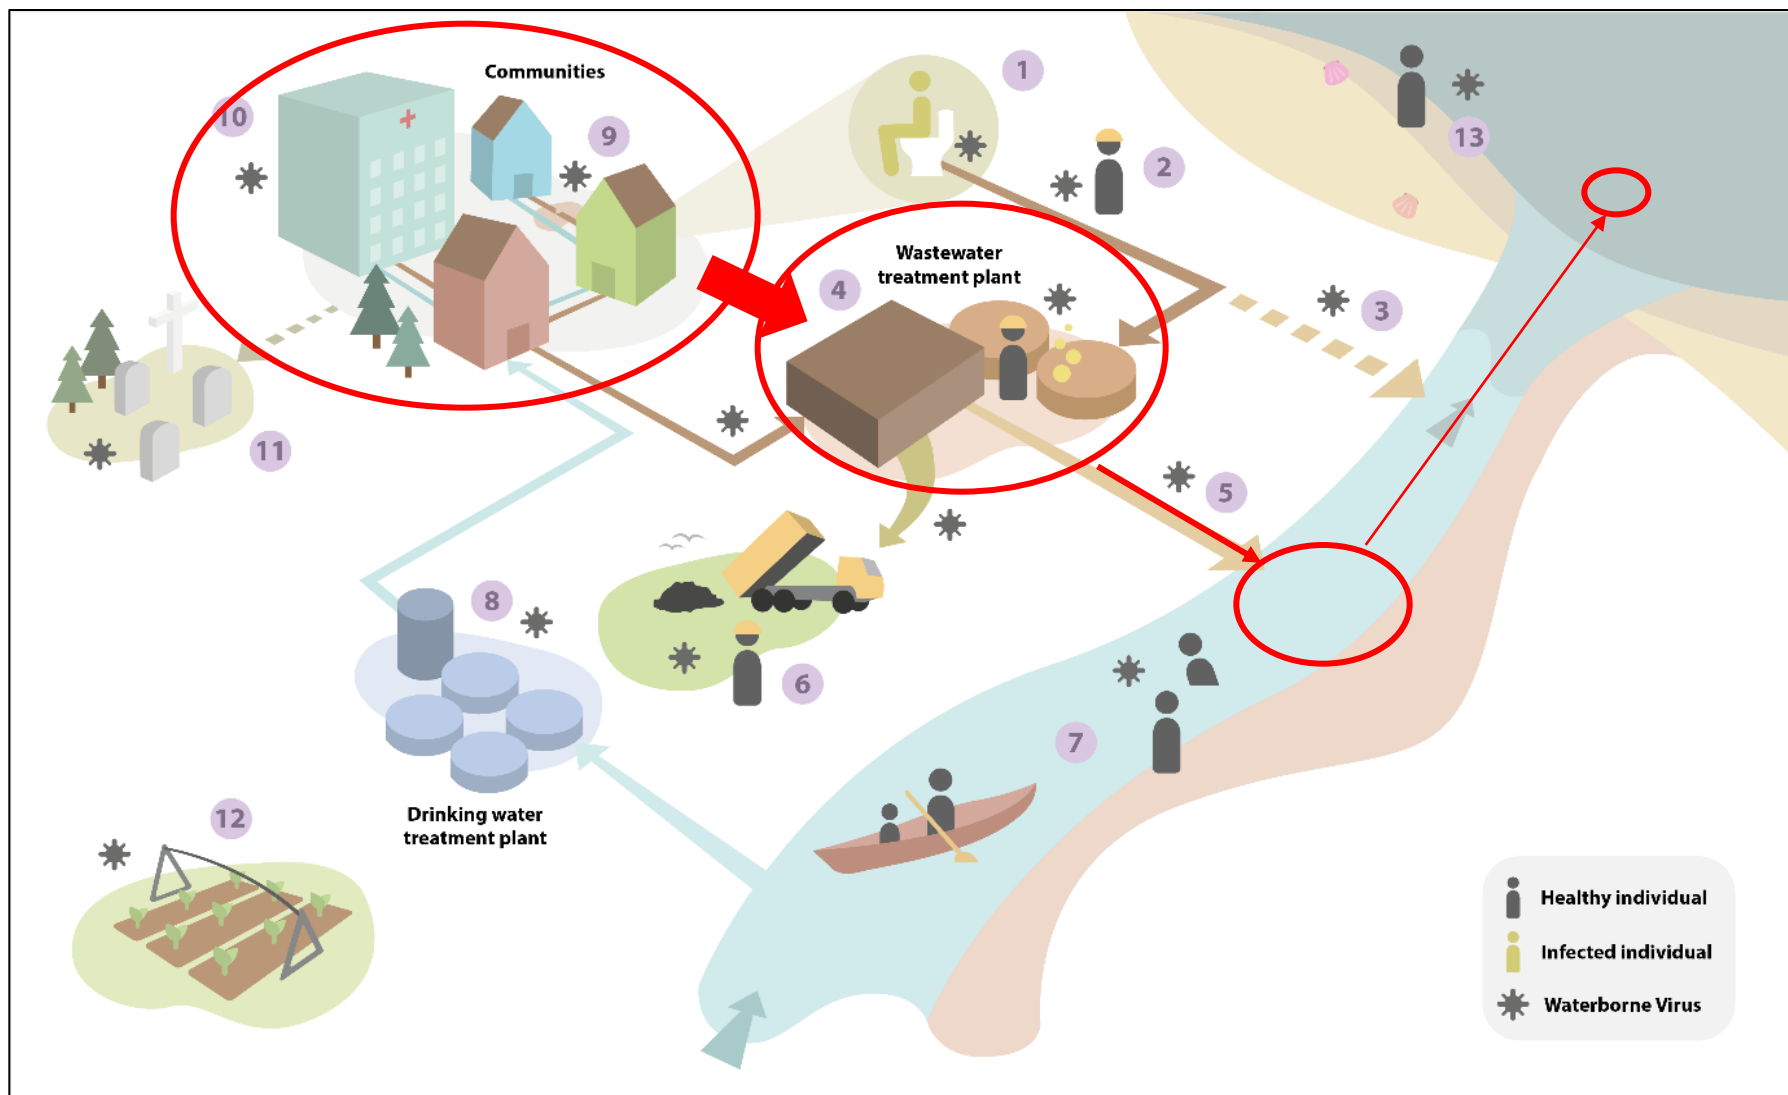 Communities
1
10
9
2
13
Wastewater
treatment plant
4
3
11
5
8
6
7
Drinking water
treatment plant
12
Healthy individual
Infected individual
Waterborne Virus